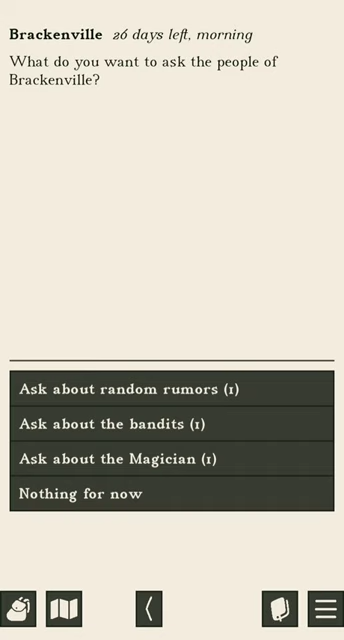 Brackenville 26 days left, morning
What do you want to ask the people of
Brackenville?
Ask about random rumors (1)
Ask about the bandits (1)
Ask about the Magician (1)
Nothing for now